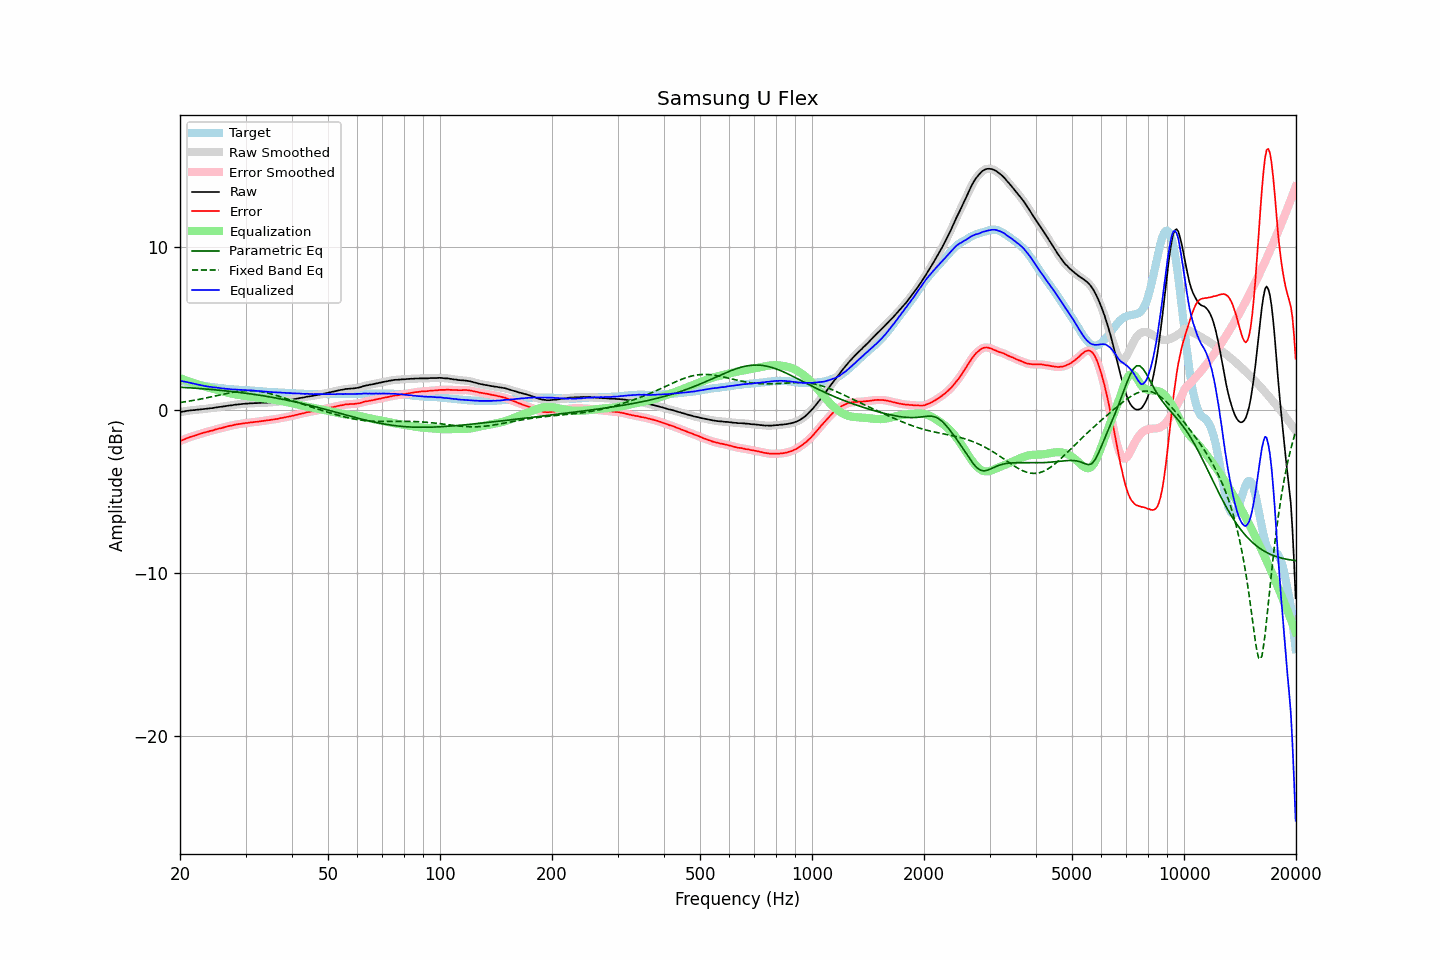 Samsung U Flex
Target
Raw Smoothed
Error Smoothed
Raw
Error
Equalization
Parametric Eq
Fixed Band Eq
Equalized
Amplitude (dBr)
10
0
−10
−20
20
50
100
200
500
1000
2000
5000
10000
20000
Frequency (Hz)